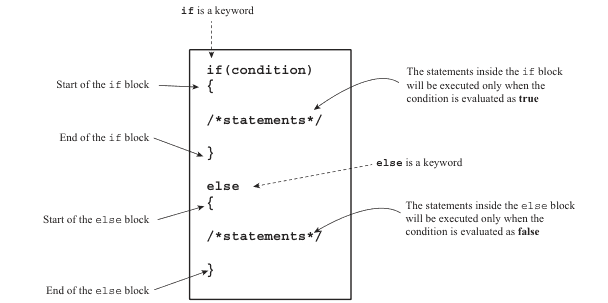 if is a keyword
if(condition)
Start of the if block
{
The statements inside the if block
will be executed only when the
condition is evaluated as true
/*statements*/
End of the if block
}
else is a keyword
else
Start of the else block
{
The statements inside the else block
will be executed only when the
condition is evaluated as false
/*statements*/
End of the else block
}